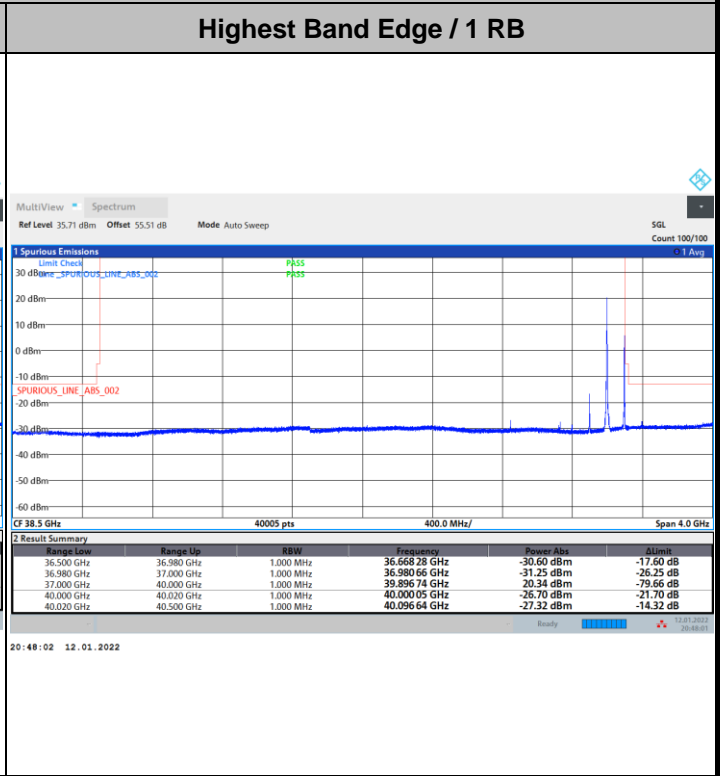 Highest Band Edge / 1 RB
MultiView Spectrum
Ref Level 35.71 dBm Offset 55.51 dB Mode Auto Sweep SGL
Count 100/100
1 Spurious Emissions 1 Avg
Limit Check PASS
30 dBm Line _SPURIOUS_LINE_ABS_002 PASS
20 dBm
10 dBm
0 dBm
-10 dBm
_SPURIOUS_LINE_ABS_002
-20 dBm
-30 dBm
-40 dBm
-50 dBm
-60 dBm
CF 38.5 GHz 40005 pts 400.0 MHz/ Span 4.0 GHz
2 Result Summary
Range Low Range Up RBW Frequency Power Abs ΔLimit
36.500 GHz 36.980 GHz 1.000 MHz 36.668 28 GHz -30.60 dBm -17.60 dB
36.980 GHz 37.000 GHz 1.000 MHz 36.980 66 GHz -31.25 dBm -26.25 dB
37.000 GHz 40.000 GHz 1.000 MHz 39.896 74 GHz 20.34 dBm -79.66 dB
40.000 GHz 40.020 GHz 1.000 MHz 40.000 05 GHz -26.70 dBm -21.70 dB
40.020 GHz 40.500 GHz 1.000 MHz 40.096 64 GHz -27.32 dBm -14.32 dB
Ready 12.01.2022
20:48:01
20:48:02 12.01.2022